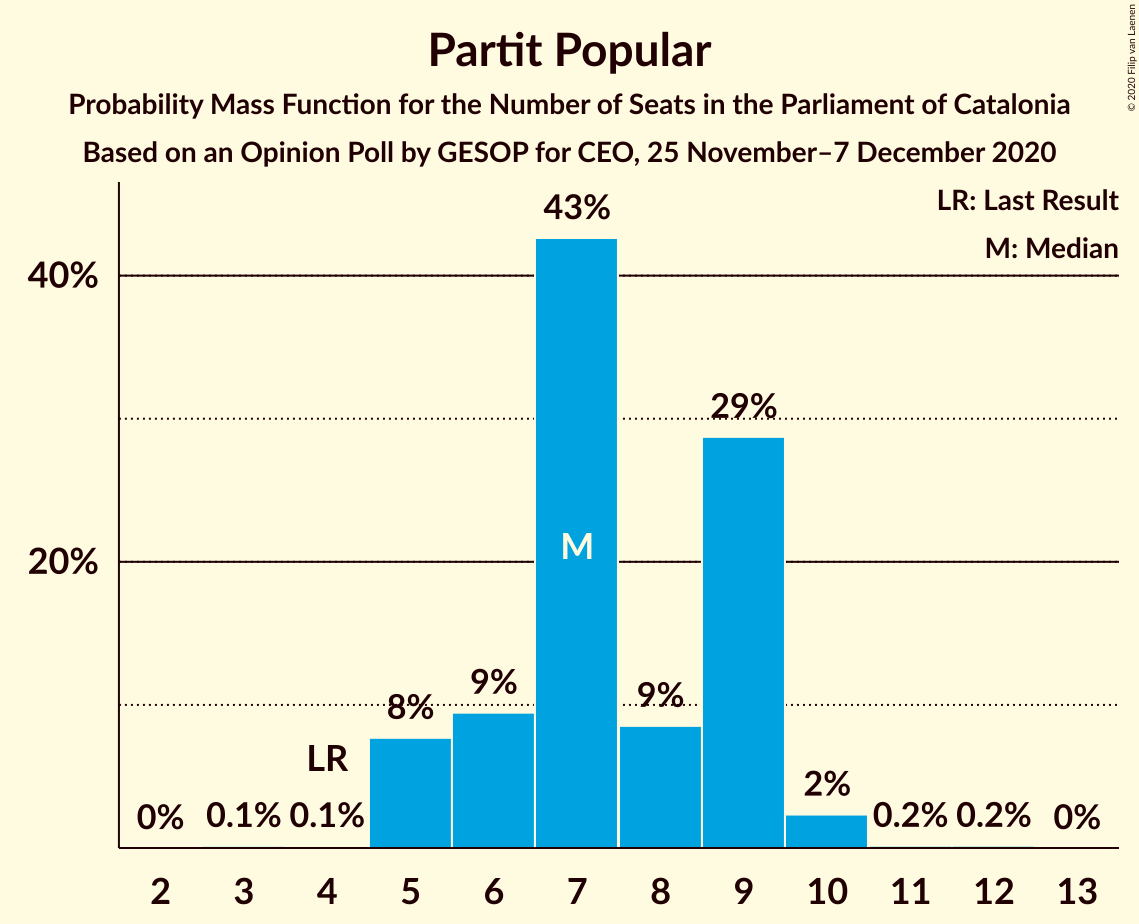 Partit Popular
Probability Mass Function for the Number of Seats in the Parliament of Catalonia
Based on an Opinion Poll by GESOP for CEO, 25 November–7 December 2020
© 2020 Filip van Laenen
LR: Last Result
M: Median
43%
40%
29%
M
20%
9%
9%
8%
LR
2%
0% 0.1% 0.1% 0.2% 0.2% 0%
2 3 4 5 6 7 8 9 10 11 12 13